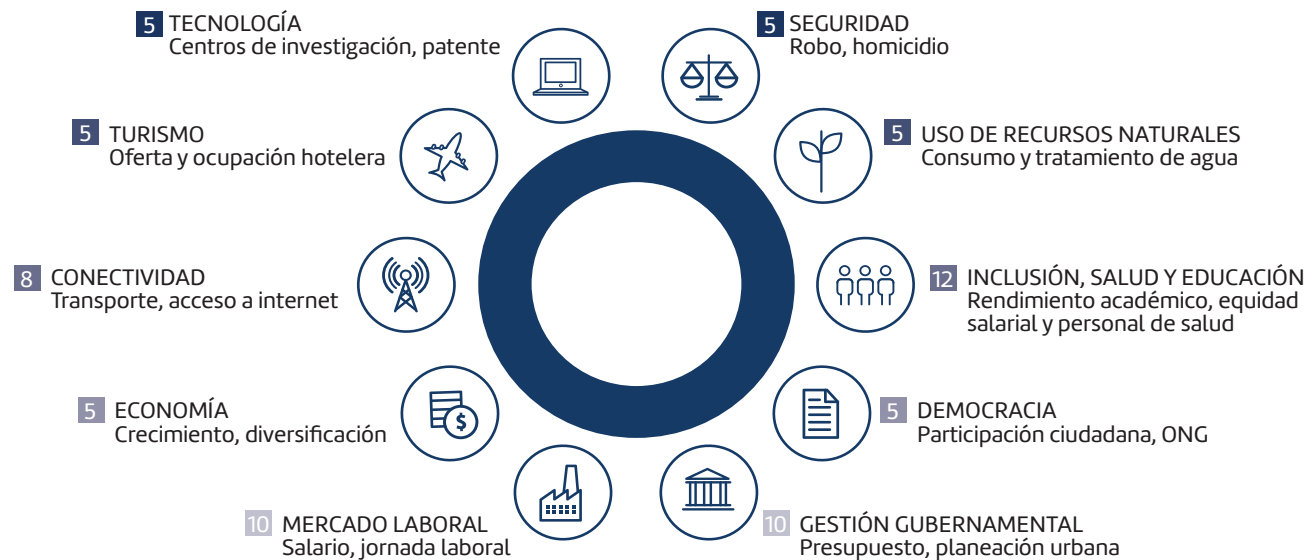 5 TECNOLOGÍA
Centros de investigación, patente
5 SEGURIDAD
Robo, homicidio
5 TURISMO
Oferta y ocupación hotelera
5 USO DE RECURSOS NATURALES
Consumo y tratamiento de agua
8 CONECTIVIDAD
Transporte, acceso a internet
12 INCLUSIÓN, SALUD Y EDUCACIÓN
Rendimiento académico, equidad
salarial y personal de salud
5 ECONOMÍA
Crecimiento, diversificación
$
5 DEMOCRACIA
Participación ciudadana, ONG
10 MERCADO LABORAL
Salario, jornada laboral
10 GESTIÓN GUBERNAMENTAL
Presupuesto, planeación urbana